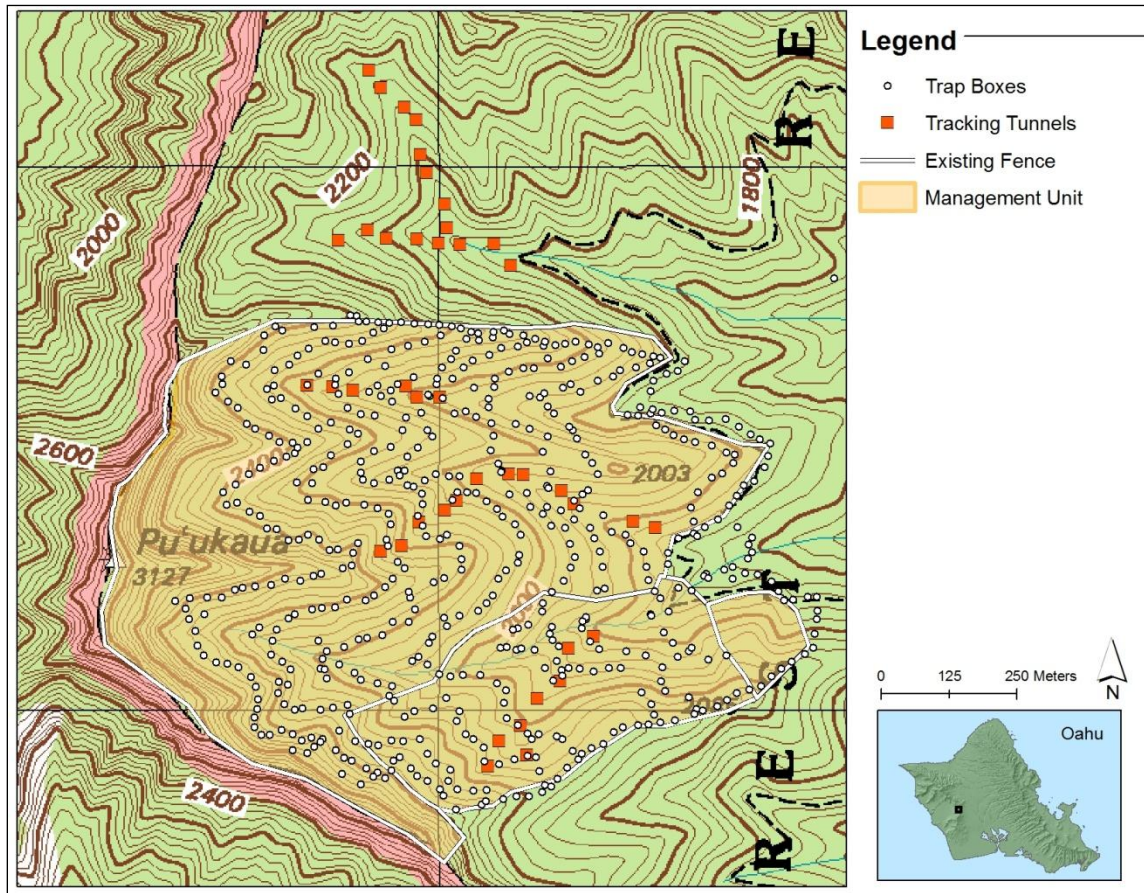 R E
2200
1800
2000
2600
2400
2003
Pu'ukaua
3127
R E S
2400
Legend
Trap Boxes
Tracking Tunnels
Existing Fence
Management Unit
0 125 250 Meters
N
Oahu